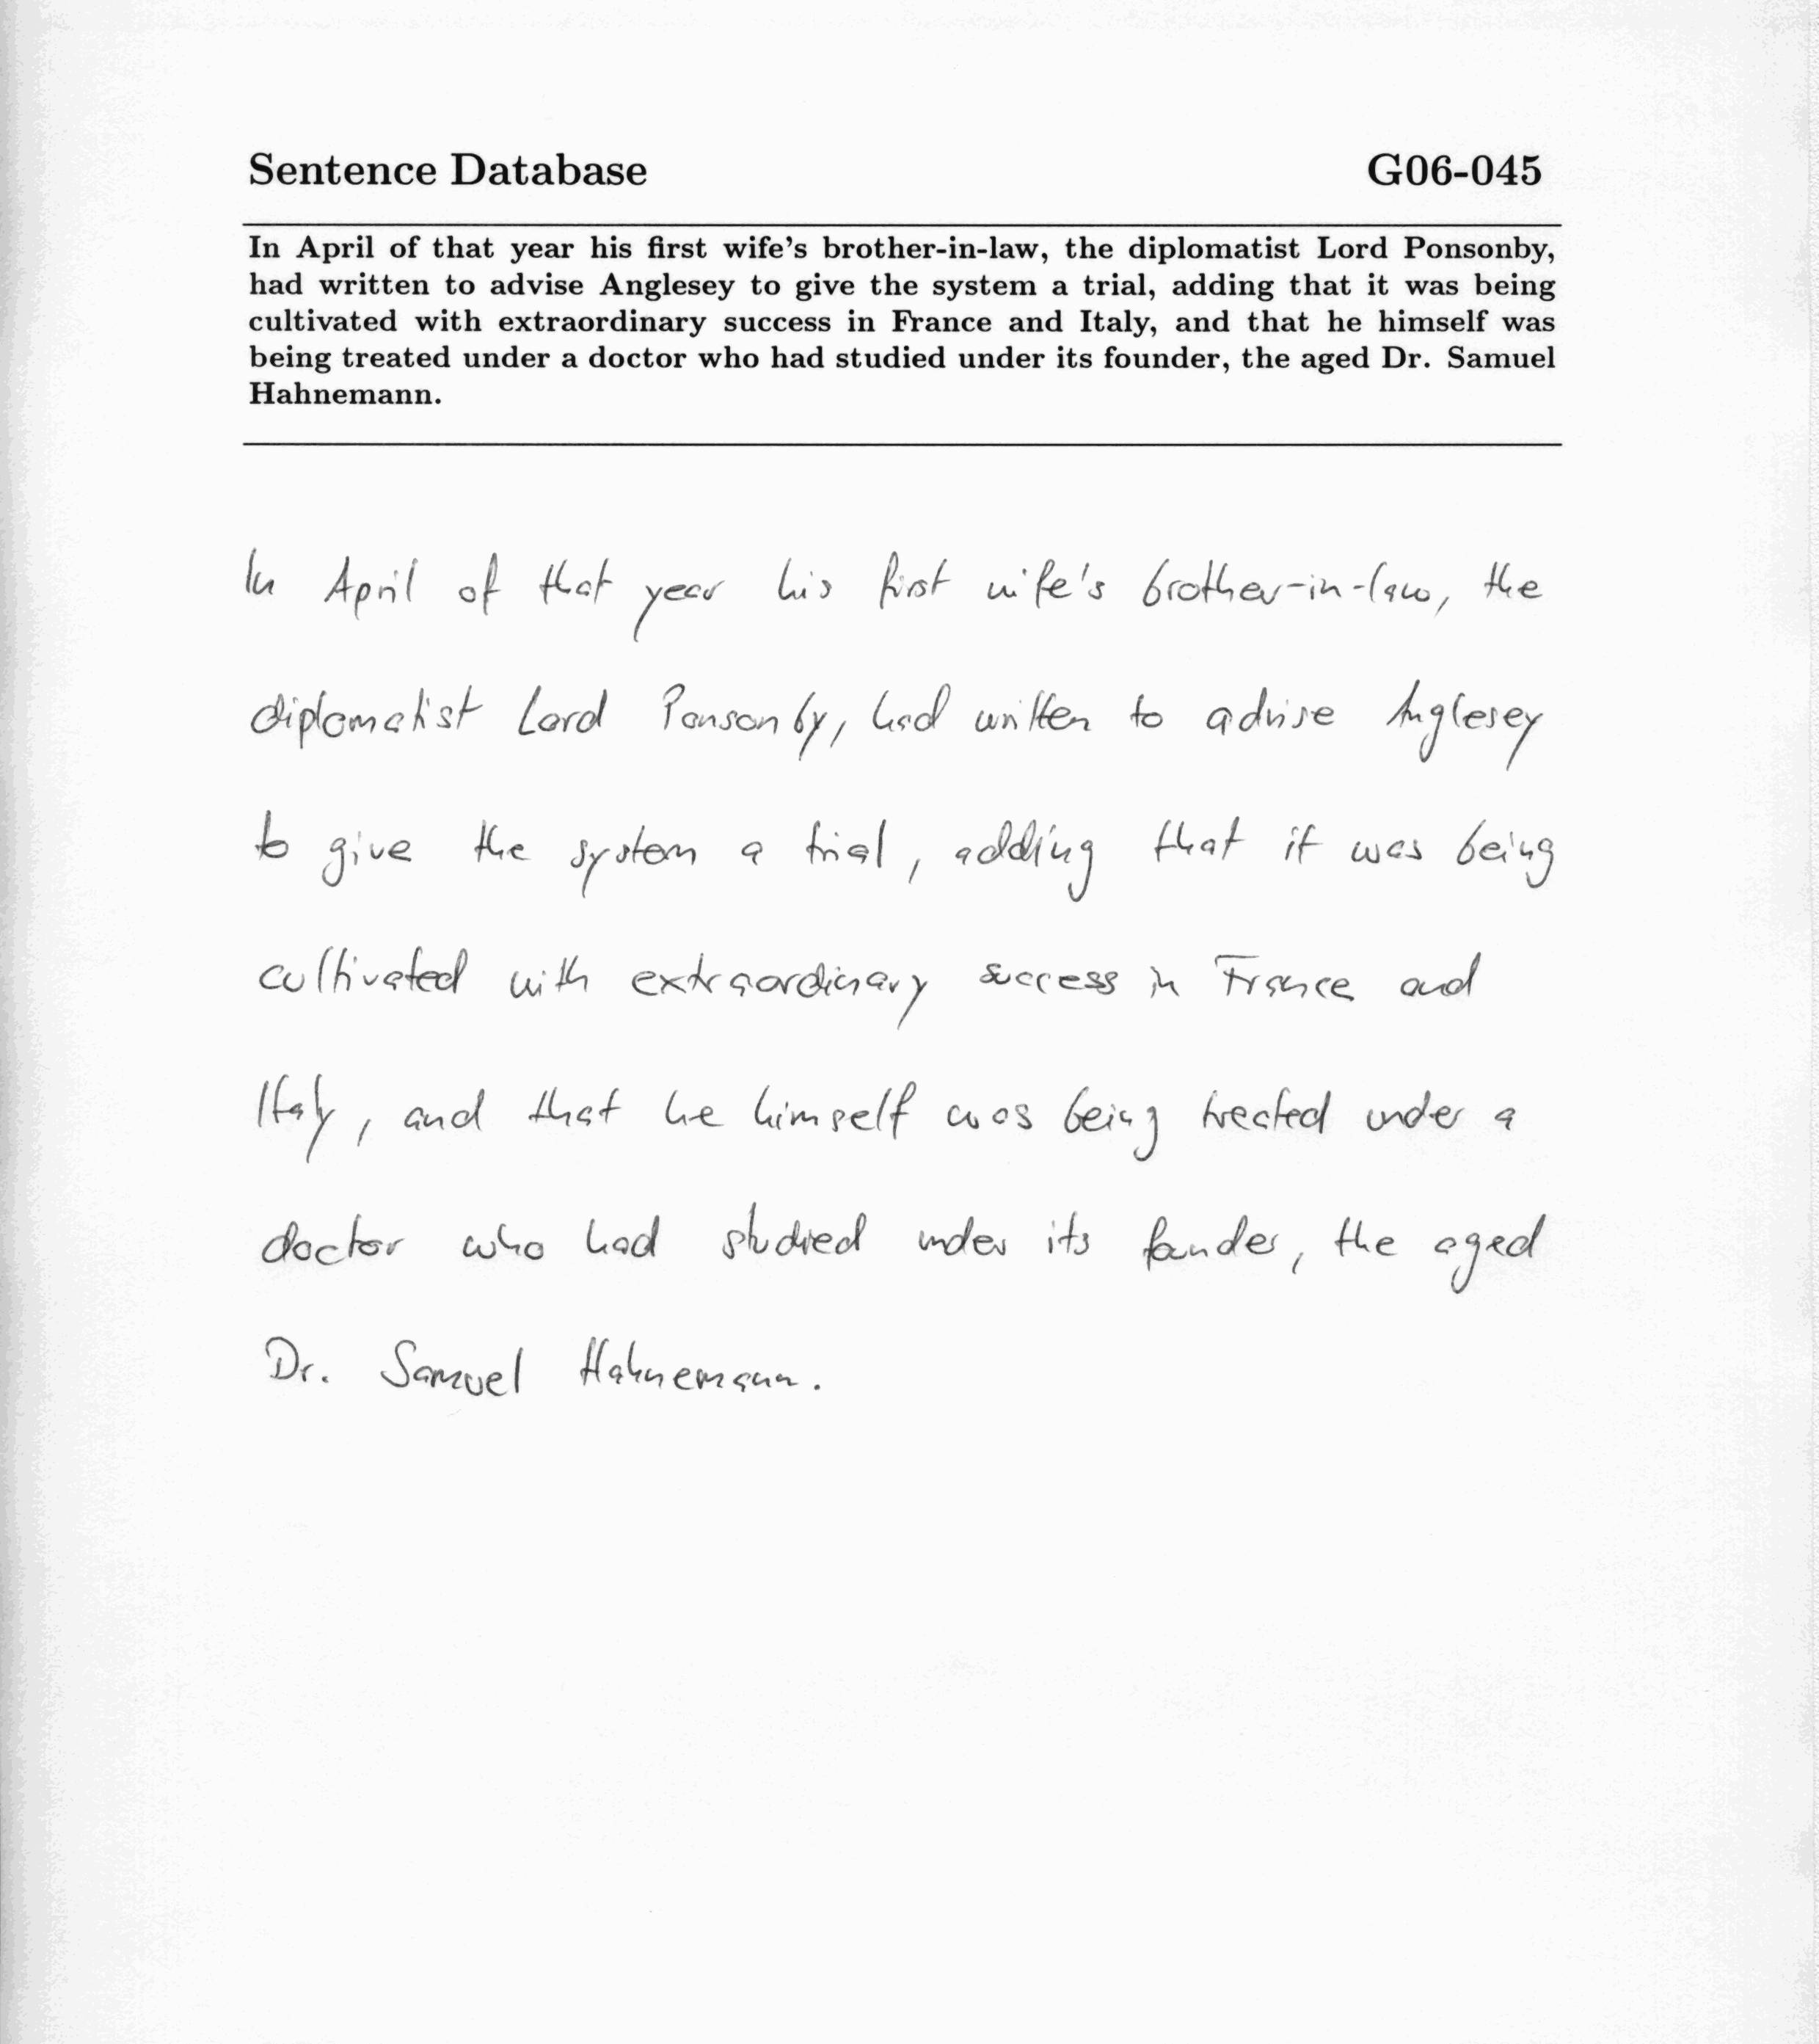 Sentence Database G06-045
In April of that year his first wife's brother-in-law, the diplomatist Lord Ponsonby,
had written to advise Anglesey to give the system a trial, adding that it was being
cultivated with extraordinary success in France and Italy, and that he himself was
being treated under a doctor who had studied under its founder, the aged Dr. Samuel
Hahnemann.
In April of that year his first wife's brother-in-law, the
diplomatist Lord Ponsonby, had written to advise Anglesey
to give the system a trial, adding that it was being
cultivated with extraordinary success in France and
Italy, and that he himself was being treated under a
doctor who had studied under its founder, the aged
Dr. Samuel Hahnemann.